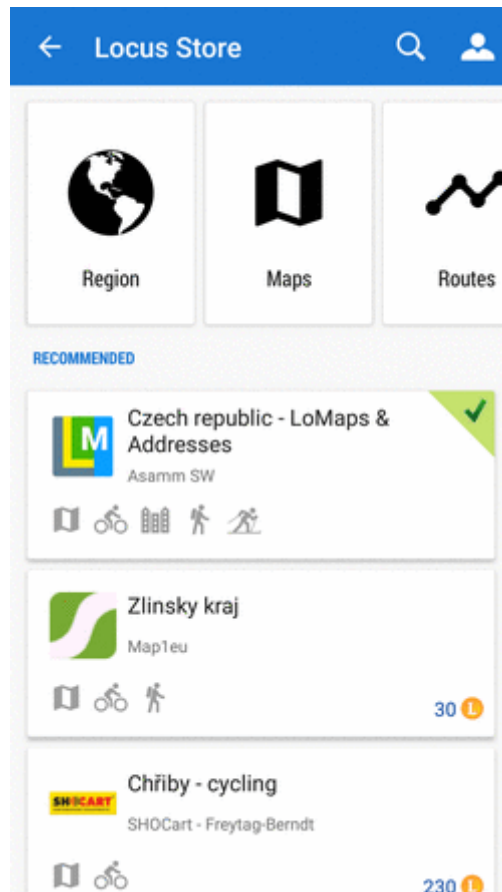 Locus Store
Region
Maps
Routes
RECOMMENDED
M
Czech republic - LoMaps &
Addresses
Asamm SW
Zlinsky kraj
Map1eu
30 L
SHOCART
Chřiby - cycling
SHOCart - Freytag-Berndt
230 L